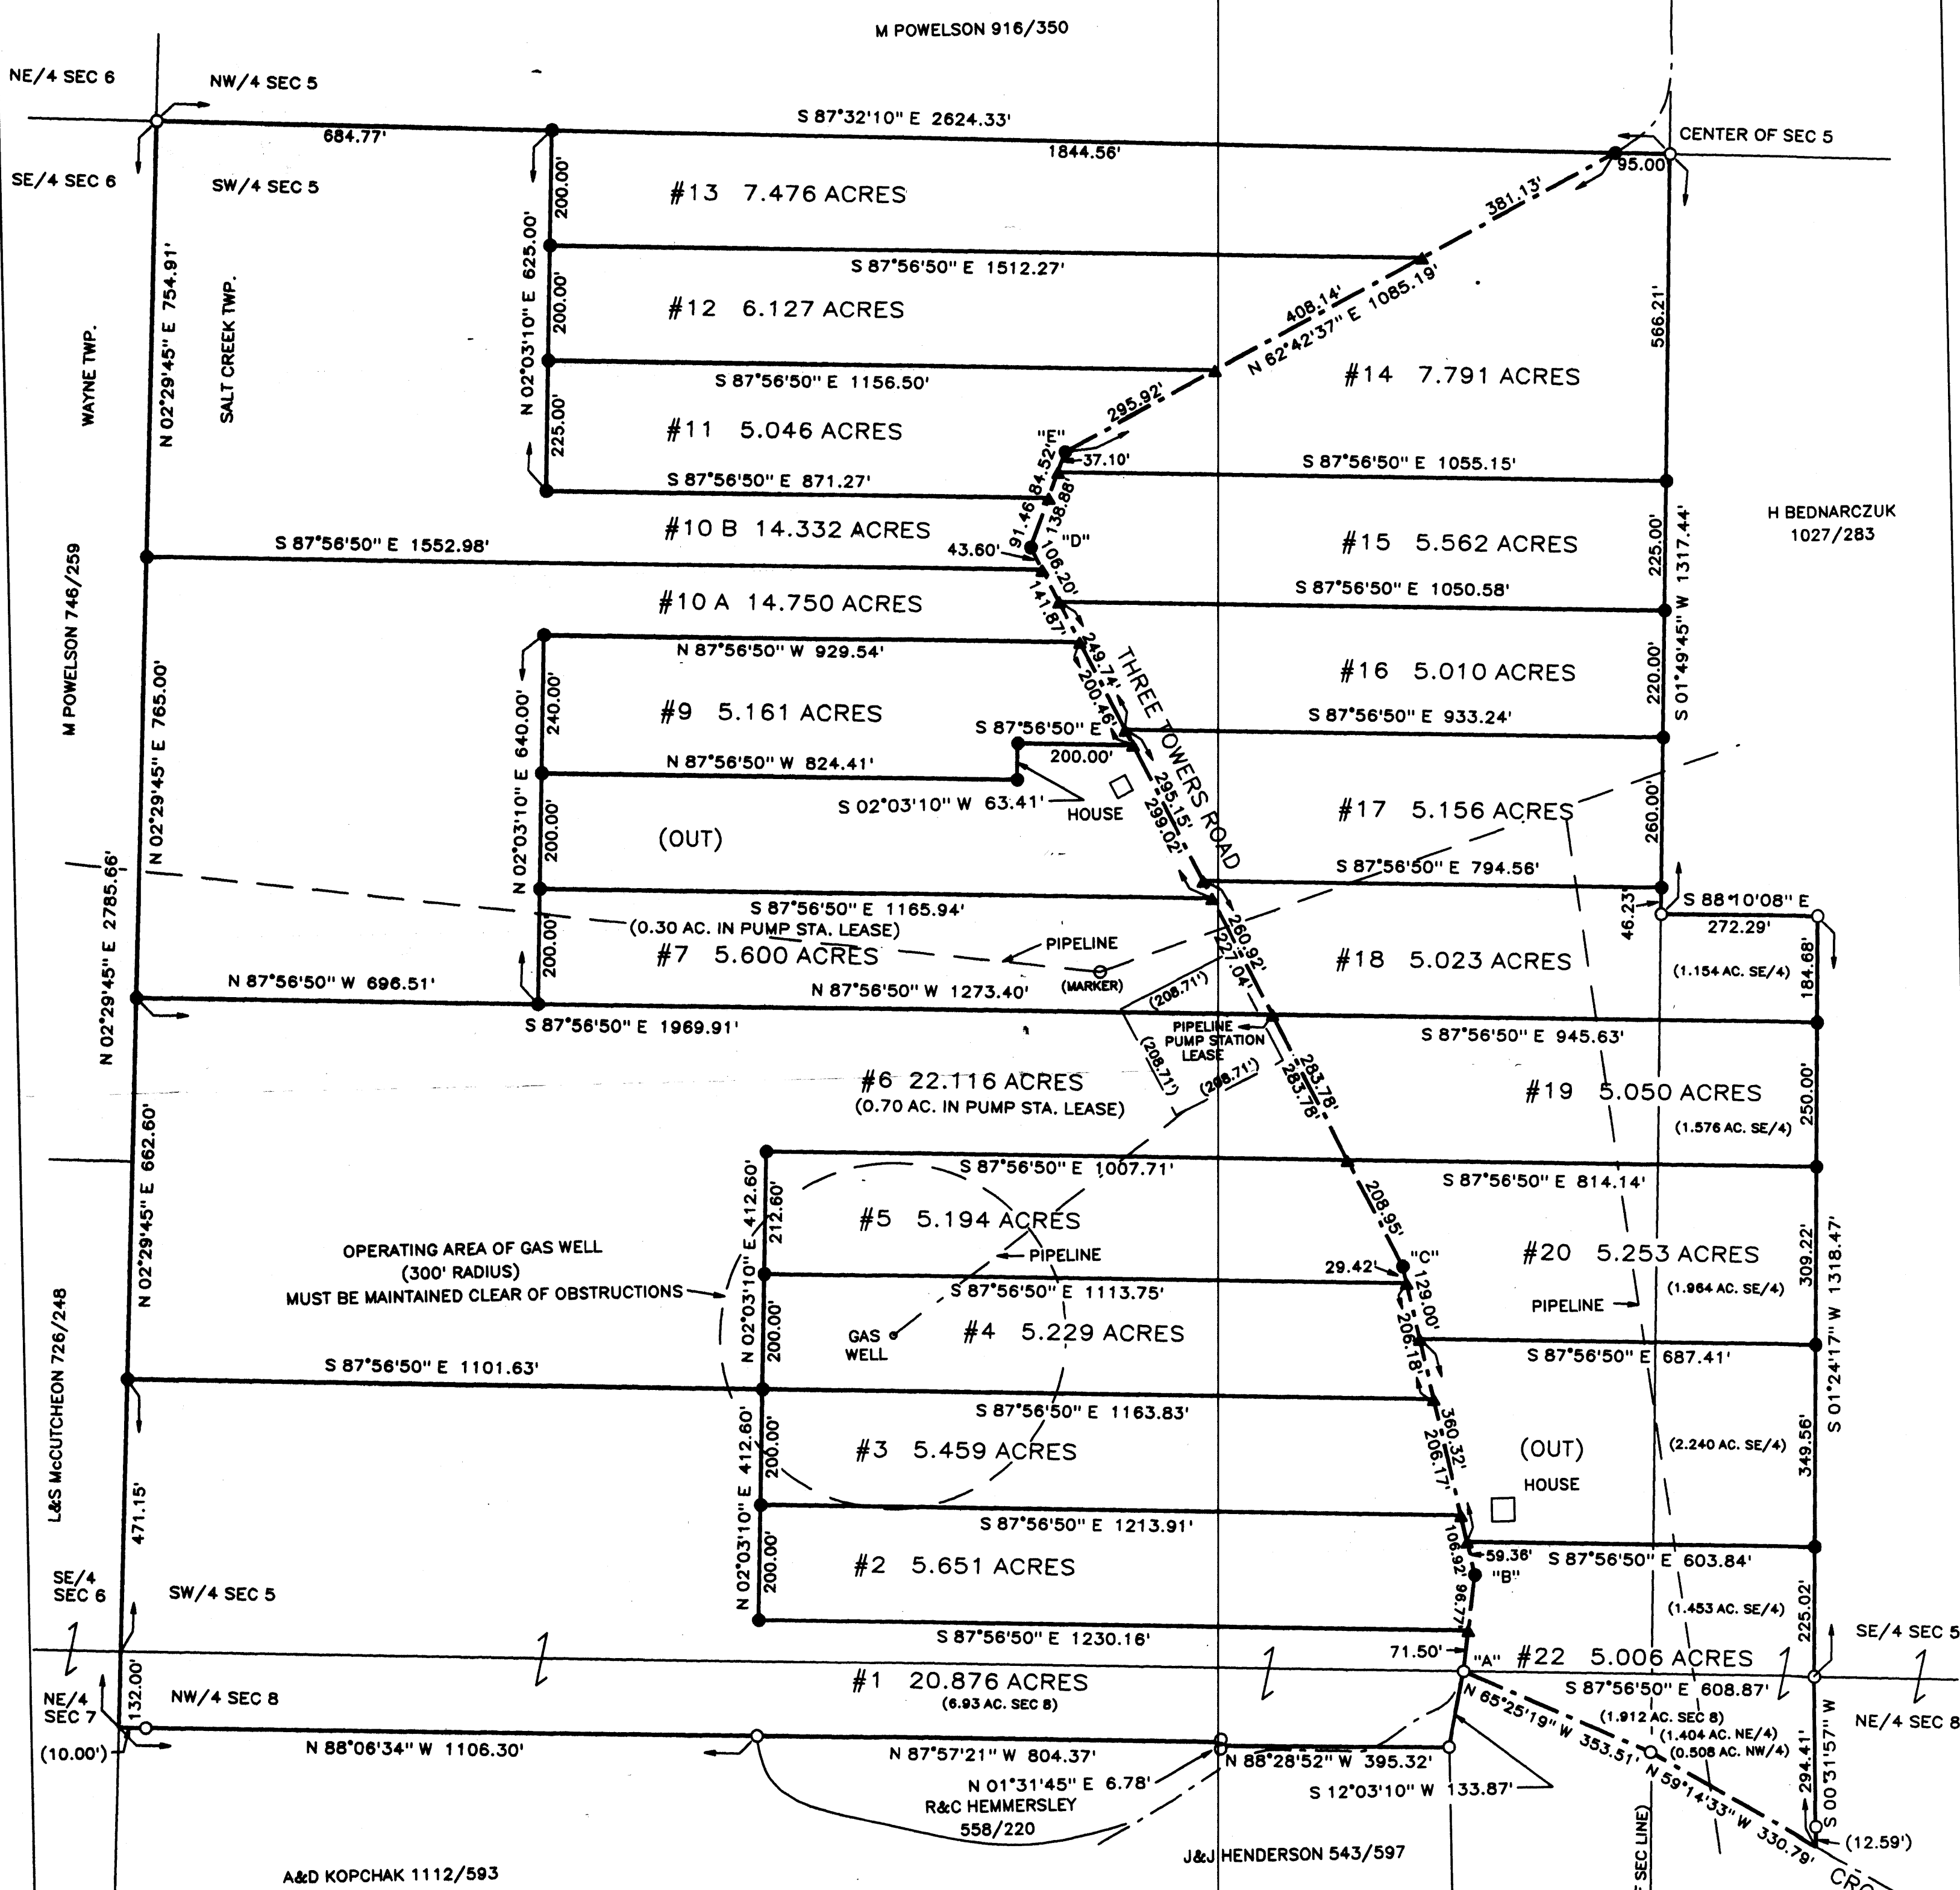 M POWELSON 916/350
NE/4 SEC 6
NW/4 SEC 5
S 87°32'10" E 2624.33'
684.77'
1844.56'
95.00
CENTER OF SEC 5
SE/4 SEC 6
SW/4 SEC 5
#13 7.476 ACRES
200.00'
381.13'
S 87°56'50" E 1512.27'
N 02°03'10" E 625.00'
#12 6.127 ACRES
200.00'
408.14'
N 62°42'37" E 1085.19'
566.21'
N 02°29'45" E 754.91'
SALT CREEK TWP.
WAYNE TWP.
S 87°56'50" E 1156.50'
#14 7.791 ACRES
#11 5.046 ACRES
225.00'
295.92'
"E"
37.10'
84.52'
S 87°56'50" E 871.27'
S 87°56'50" E 1055.15'
138.88'
91.46
#10 B 14.332 ACRES
"D"
43.60'
S 87°56'50" E 1552.98'
#15 5.562 ACRES
225.00'
S 01°49'45" W 1317.44'
H BEDNARCZUK
1027/283
106.20'
141.87'
S 87°56'50" E 1050.58'
#10 A 14.750 ACRES
M POWELSON 746/259
N 87°56'50" W 929.54'
249.74'
200.46'
THREE TOWERS ROAD
#16 5.010 ACRES
220.00'
N 02°29'45" E 765.00'
N 02°03'10" E 640.00'
240.00'
#9 5.161 ACRES
S 87°56'50" E
200.00'
S 87°56'50" E 933.24'
N 87°56'50" W 824.41'
S 02°03'10" W 63.41'
HOUSE
295.15'
299.02'
#17 5.156 ACRES
260.00'
(OUT)
200.00'
S 87°56'50" E 794.56'
N 02°29'45" E 2785.66'
S 87°56'50" E 1165.94'
(0.30 AC. IN PUMP STA. LEASE)
46.23'
S 88°10'08" E
272.29'
#7 5.600 ACRES
200.00'
PIPELINE
(MARKER)
260.92'
227.04'
#18 5.023 ACRES
(1.154 AC. SE/4)
184.68'
N 87°56'50" W 696.51'
N 87°56'50" W 1273.40'
(208.71')
S 87°56'50" E 1969.91'
PIPELINE
PUMP STATION
LEASE
S 87°56'50" E 945.63'
(208.71')
(208.71')
#6 22.116 ACRES
(0.70 AC. IN PUMP STA. LEASE)
283.78'
283.78'
#19 5.050 ACRES
(1.576 AC. SE/4)
250.00'
N 02°29'45" E 662.60'
S 87°56'50" E 1007.71'
S 87°56'50" E 814.14'
N 02°03'10" E 412.60'
212.60'
#5 5.194 ACRES
208.95'
PIPELINE
OPERATING AREA OF GAS WELL
(300' RADIUS)
MUST BE MAINTAINED CLEAR OF OBSTRUCTIONS
29.42'
"C"
129.00'
#20 5.253 ACRES
(1.964 AC. SE/4)
PIPELINE
309.22'
S 01°24'17" W 1318.47'
S 87°56'50" E 1113.75'
200.00'
GAS
WELL
#4 5.229 ACRES
206.18'
S 87°56'50" E 687.41'
L&S McCUTCHEON 726/248
S 87°56'50" E 1101.63'
S 87°56'50" E 1163.83'
N 02°03'10" E 412.60'
200.00'
#3 5.459 ACRES
360.32'
206.17'
(OUT)
HOUSE
(2.240 AC. SE/4)
349.56'
471.15'
S 87°56'50" E 1213.91'
106.92'
59.36'
S 87°56'50" E 603.84'
#2 5.651 ACRES
200.00'
"B"
96.77'
(1.453 AC. SE/4)
225.02'
SE/4
SEC 6
SW/4 SEC 5
S 87°56'50" E 1230.16'
71.50'
"A"
#22 5.006 ACRES
SE/4 SEC 5
132.00'
NE/4
SEC 7
NW/4 SEC 8
#1 20.876 ACRES
(6.93 AC. SEC 8)
S 87°56'50" E 608.87'
(1.912 AC. SEC 8)
(1.404 AC. NE/4)
(0.508 AC. NW/4)
NE/4 SEC 8
N 65°25'19" W 353.51'
N 59°14'33" W 330.79'
294.41'
S 00°31'57" W
(10.00')
N 88°06'34" W 1106.30'
N 87°57'21" W 804.37'
N 88°28'52" W 395.32'
N 01°31'45" E 6.78'
S 12°03'10" W 133.87'
R&C HEMMERSLEY
558/220
(12.59')
J&J HENDERSON 543/597
A&D KOPCHAK 1112/593
SEC LINE)